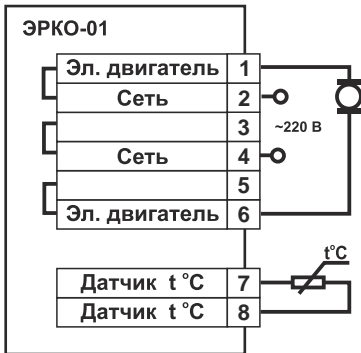 ЭРКО-01
Эл. двигатель 1
Сеть 2
3 ~220 В
Сеть 4
5
Эл. двигатель 6
t°C
Датчик t °C 7
Датчик t °C 8